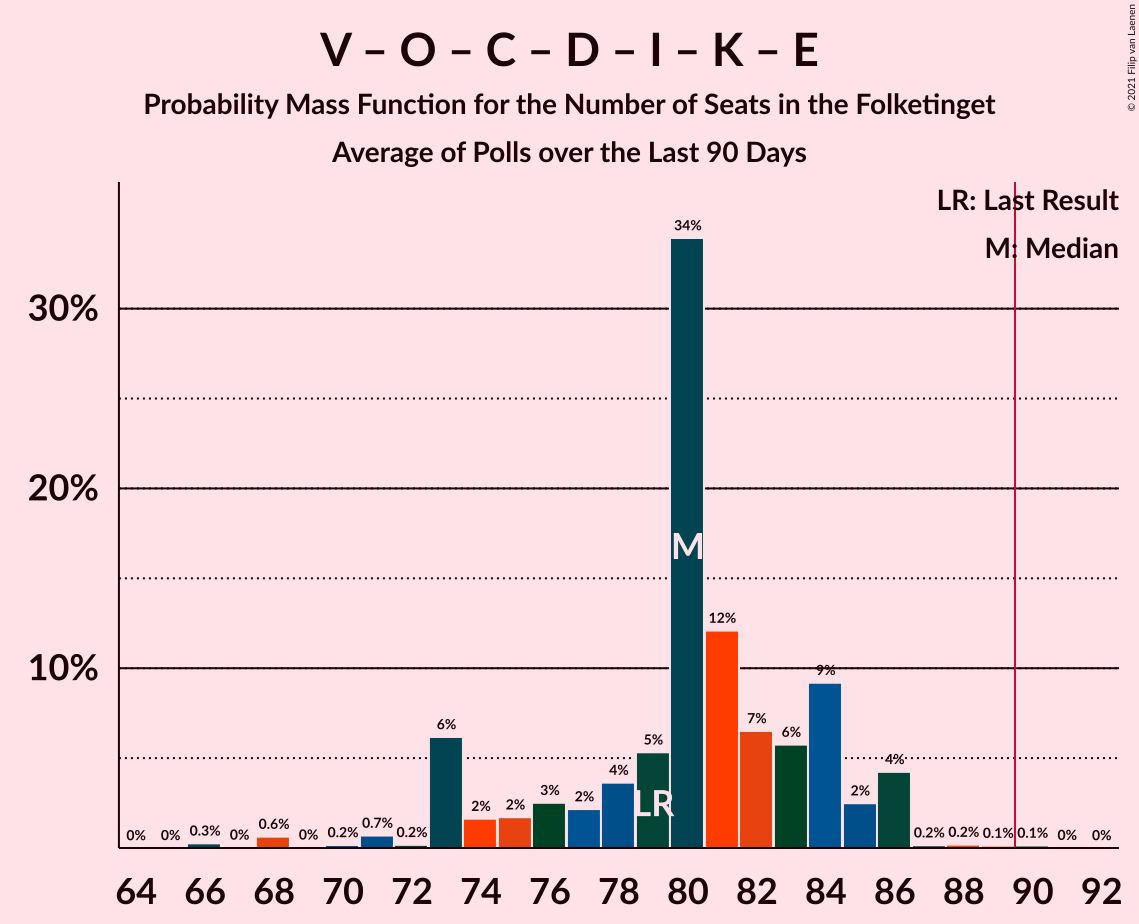 V – O – C – D – I – K – E
Probability Mass Function for the Number of Seats in the Folketinget
Average of Polls over the Last 90 Days
© 2021 Filip van Laenen
LR: Last Result
M: Median
30%
20%
10%
0% 0% 0.3% 0% 0.6% 0% 0.2% 0.7% 0.2% 6% 2% 2% 3% 2% 4% 5% 34% 12% 7% 6% 9% 2% 4% 0.2% 0.2% 0.1% 0.1% 0% 0%
M
LR
64 66 68 70 72 74 76 78 80 82 84 86 88 90 92